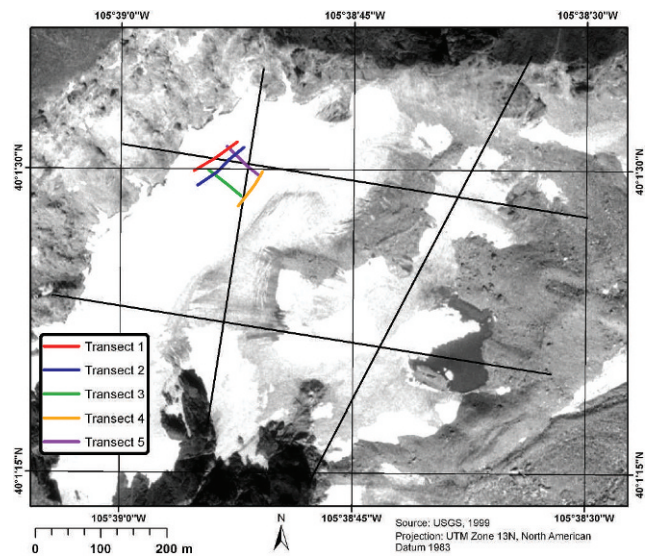 105°39'0"W 105°38'45"W 105°38'30"W
40°1'30"N 40°1'30"N
Transect 1
Transect 2
Transect 3
Transect 4
Transect 5
40°1'15"N 40°1'15"N
105°39'0"W 105°38'45"W 105°38'30"W
0 100 200 m
N
Source: USGS, 1999
Projection: UTM Zone 13N, North American
Datum 1983